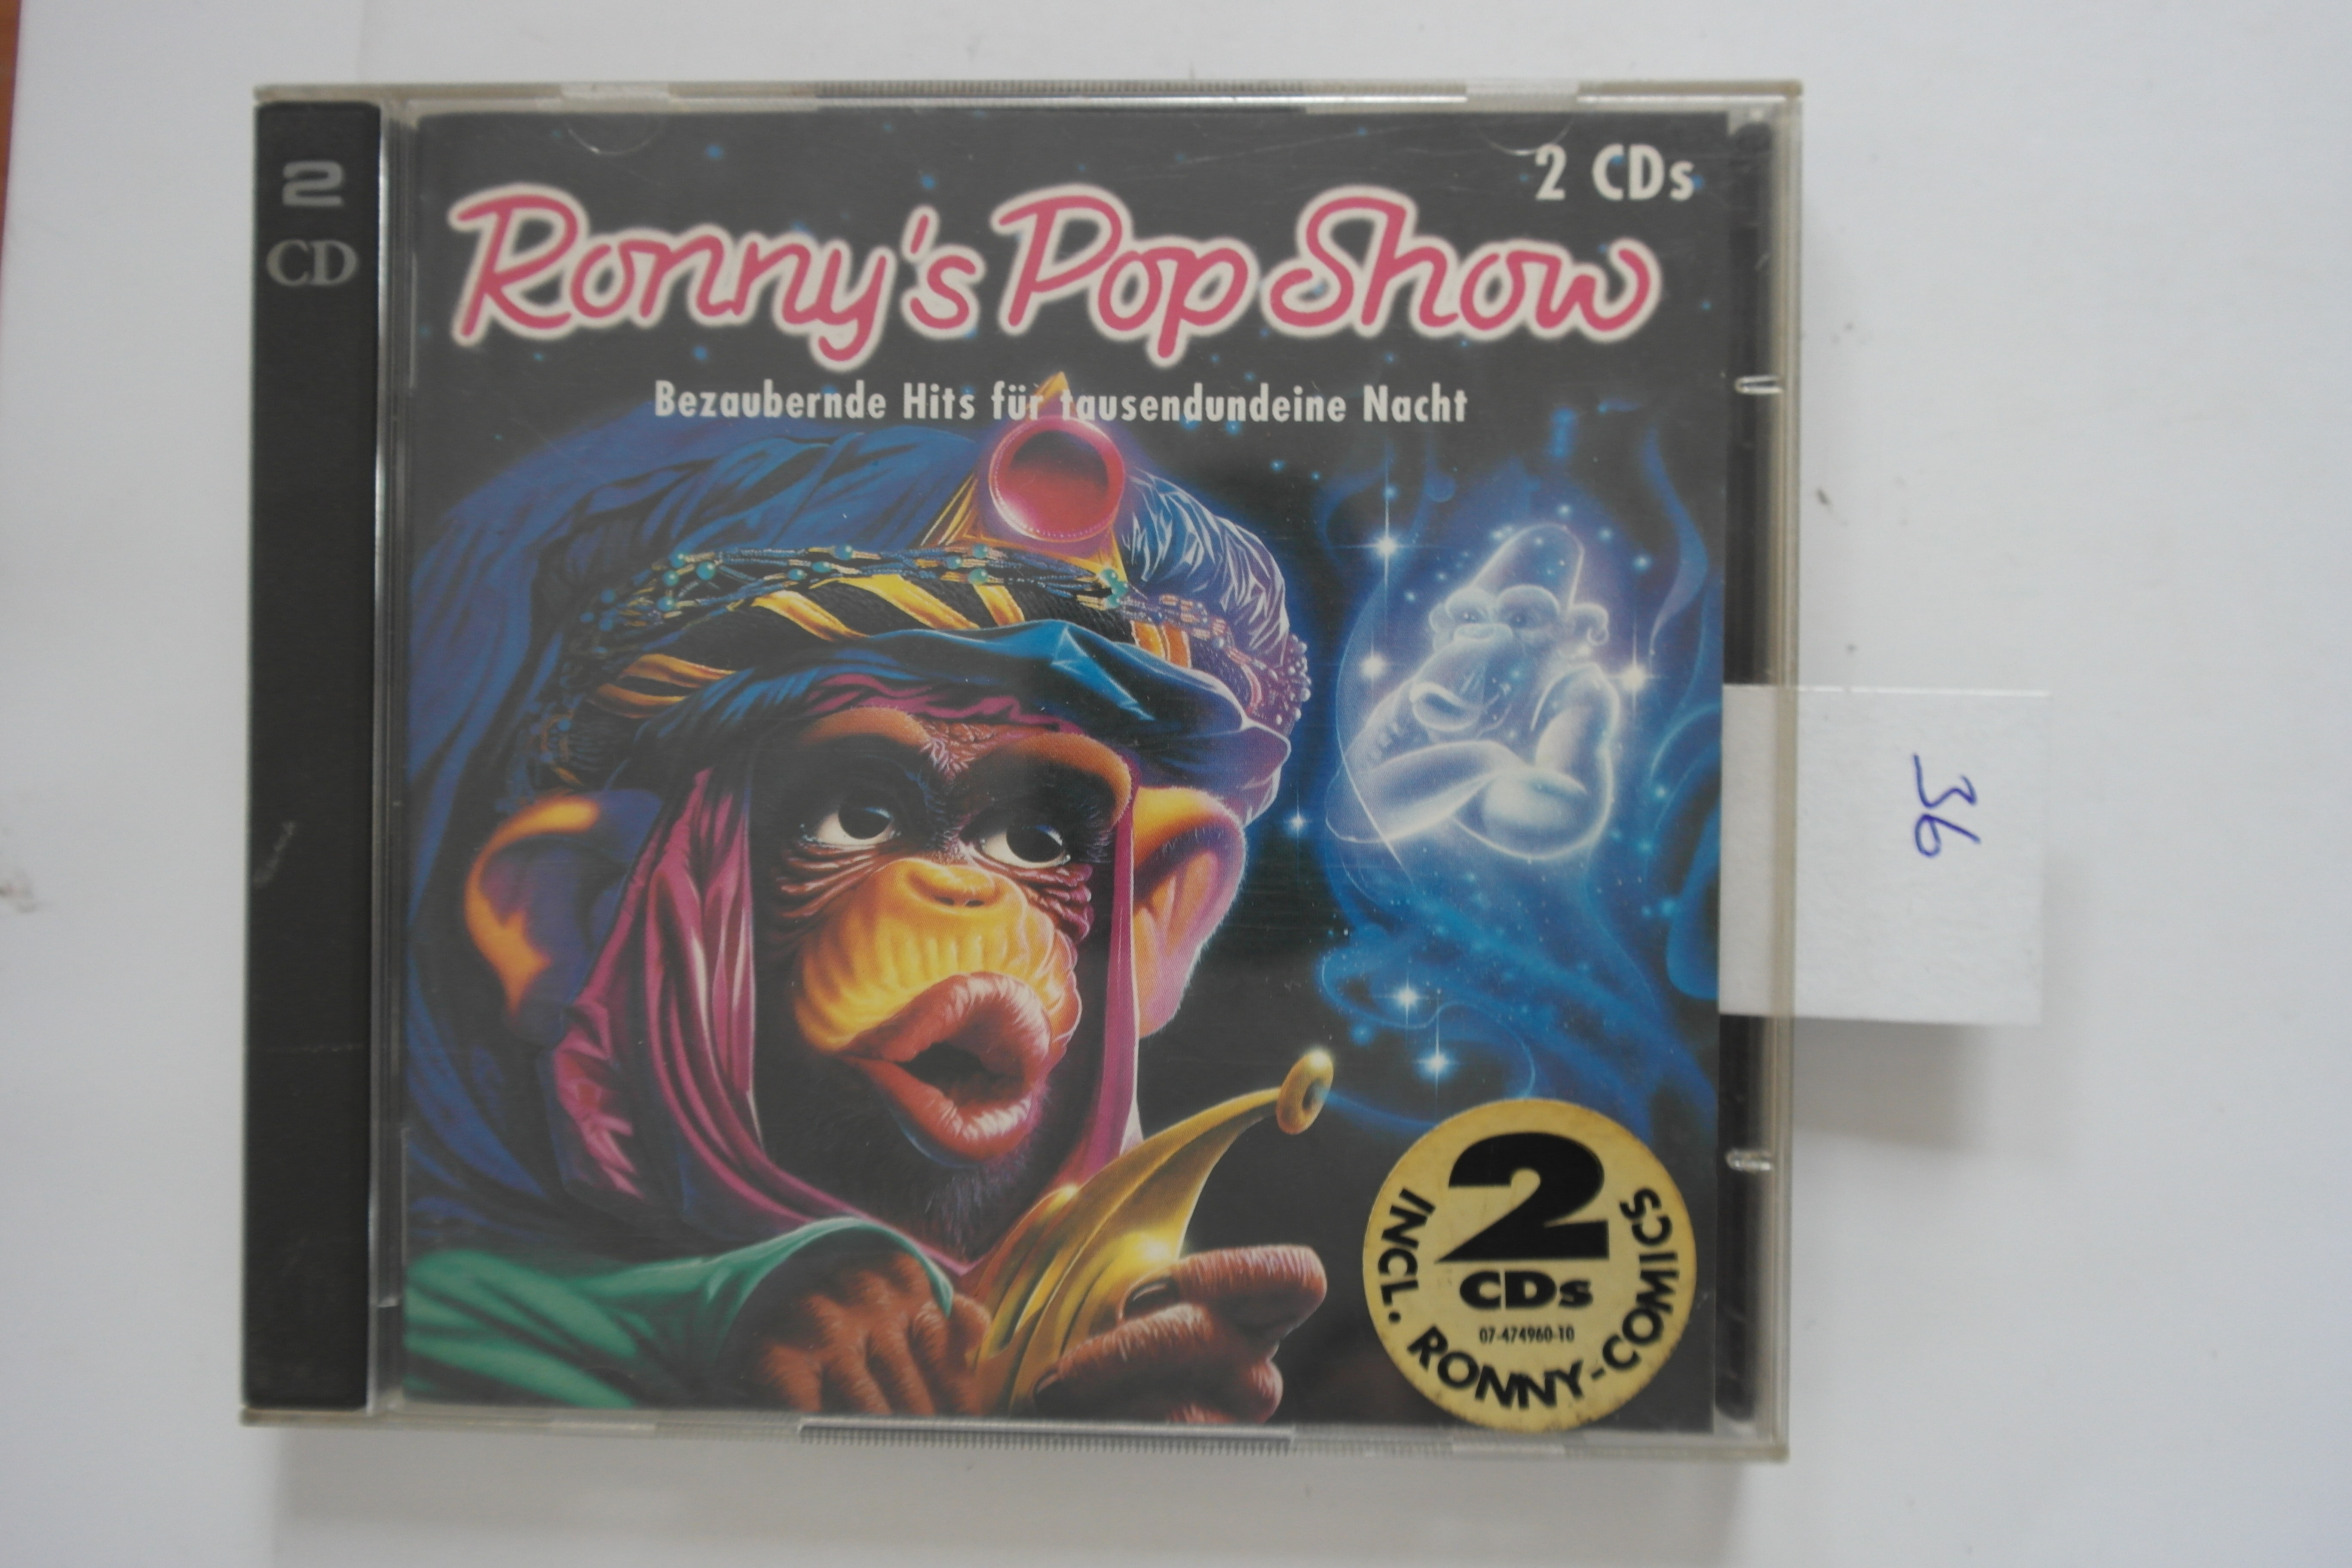 2
CD
2 CDs
Ronny's Pop Show
Bezaubernde Hits für tausendundeine Nacht
36
2
CDs
07-474960-10
INCL. RONNY-COMICS